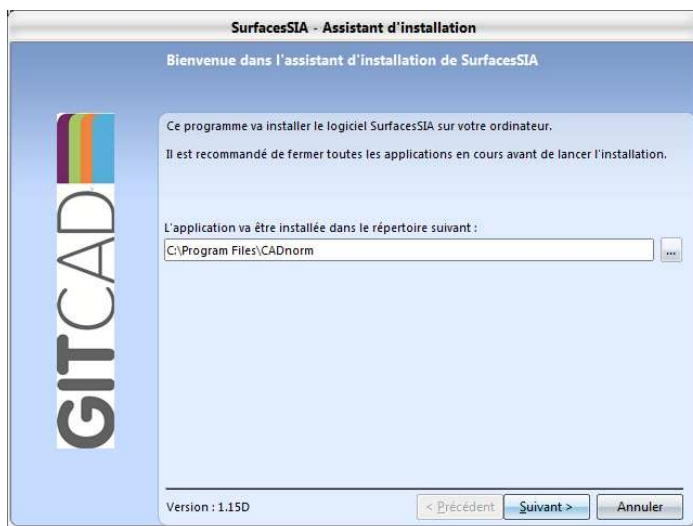 SurfacesSIA - Assistant d'installation
Bienvenue dans l'assistant d'installation de SurfacesSIA
GITCAD
Ce programme va installer le logiciel SurfacesSIA sur votre ordinateur.
Il est recommandé de fermer toutes les applications en cours avant de lancer l'installation.
L'application va être installée dans le répertoire suivant :
C:\Program Files\CADnorm
...
Version : 1.15D
< Précédent
Suivant >
Annuler